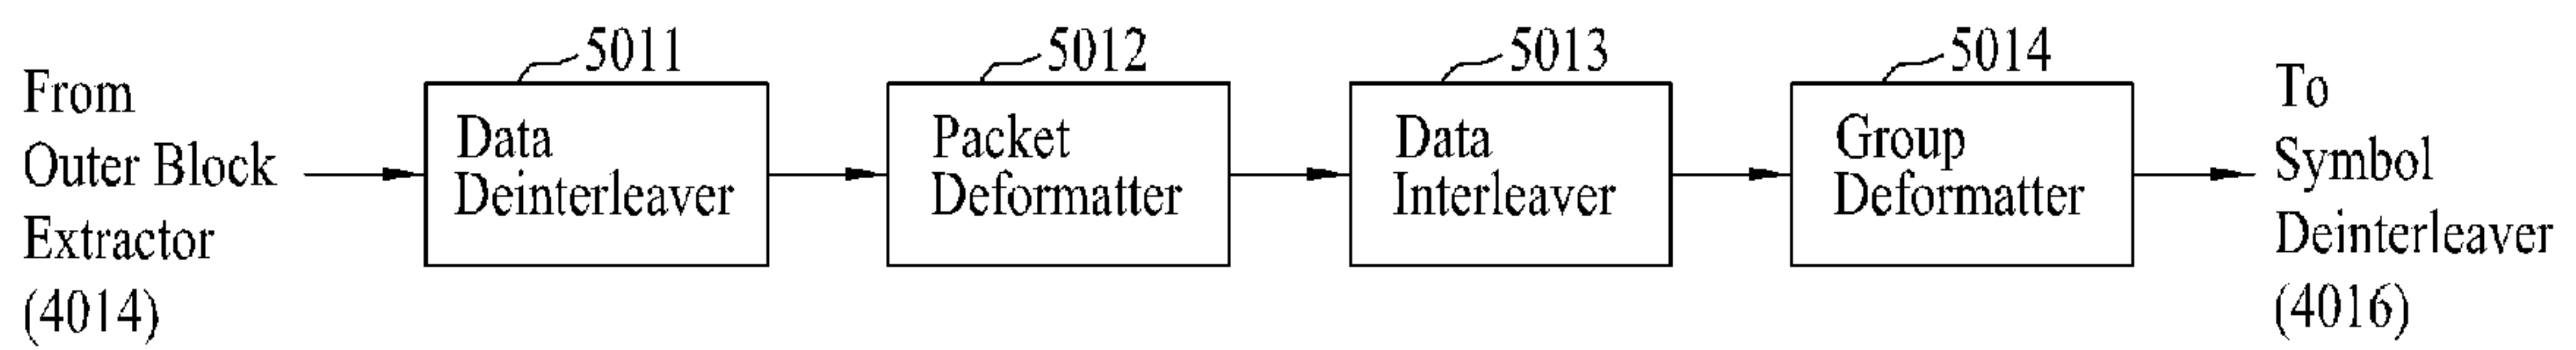 From
Outer Block
Extractor
(4014)
5011
Data
Deinterleaver
5012
Packet
Deformatter
5013
Data
Interleaver
5014
Group
Deformatter
To
Symbol
Deinterleaver
(4016)